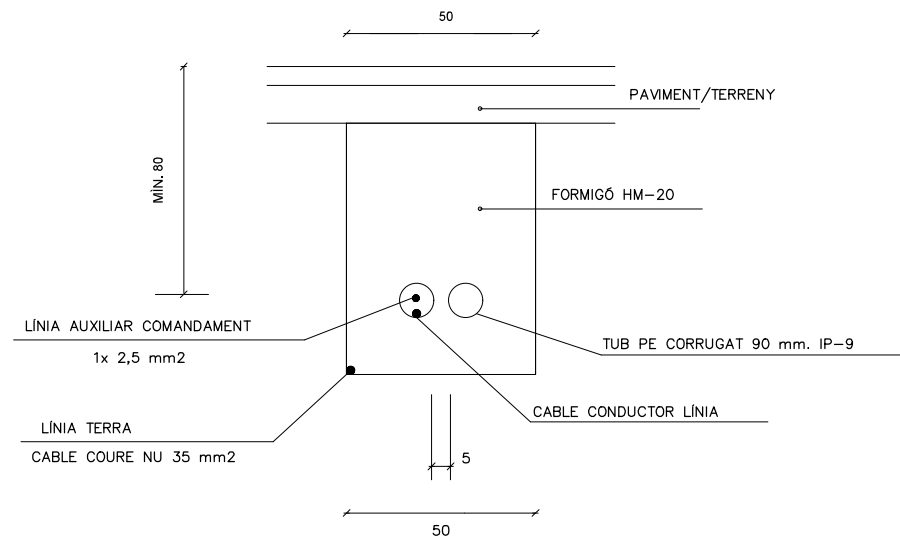 50
PAVIMENT/TERRENY
MÍN. 80
FORMIGÓ HM-20
LÍNIA AUXILIAR COMANDAMENT
1x 2,5 mm2
TUB PE CORRUGAT 90 mm. IP-9
CABLE CONDUCTOR LÍNIA
LÍNIA TERRA
CABLE COURE NU 35 mm2
5
50